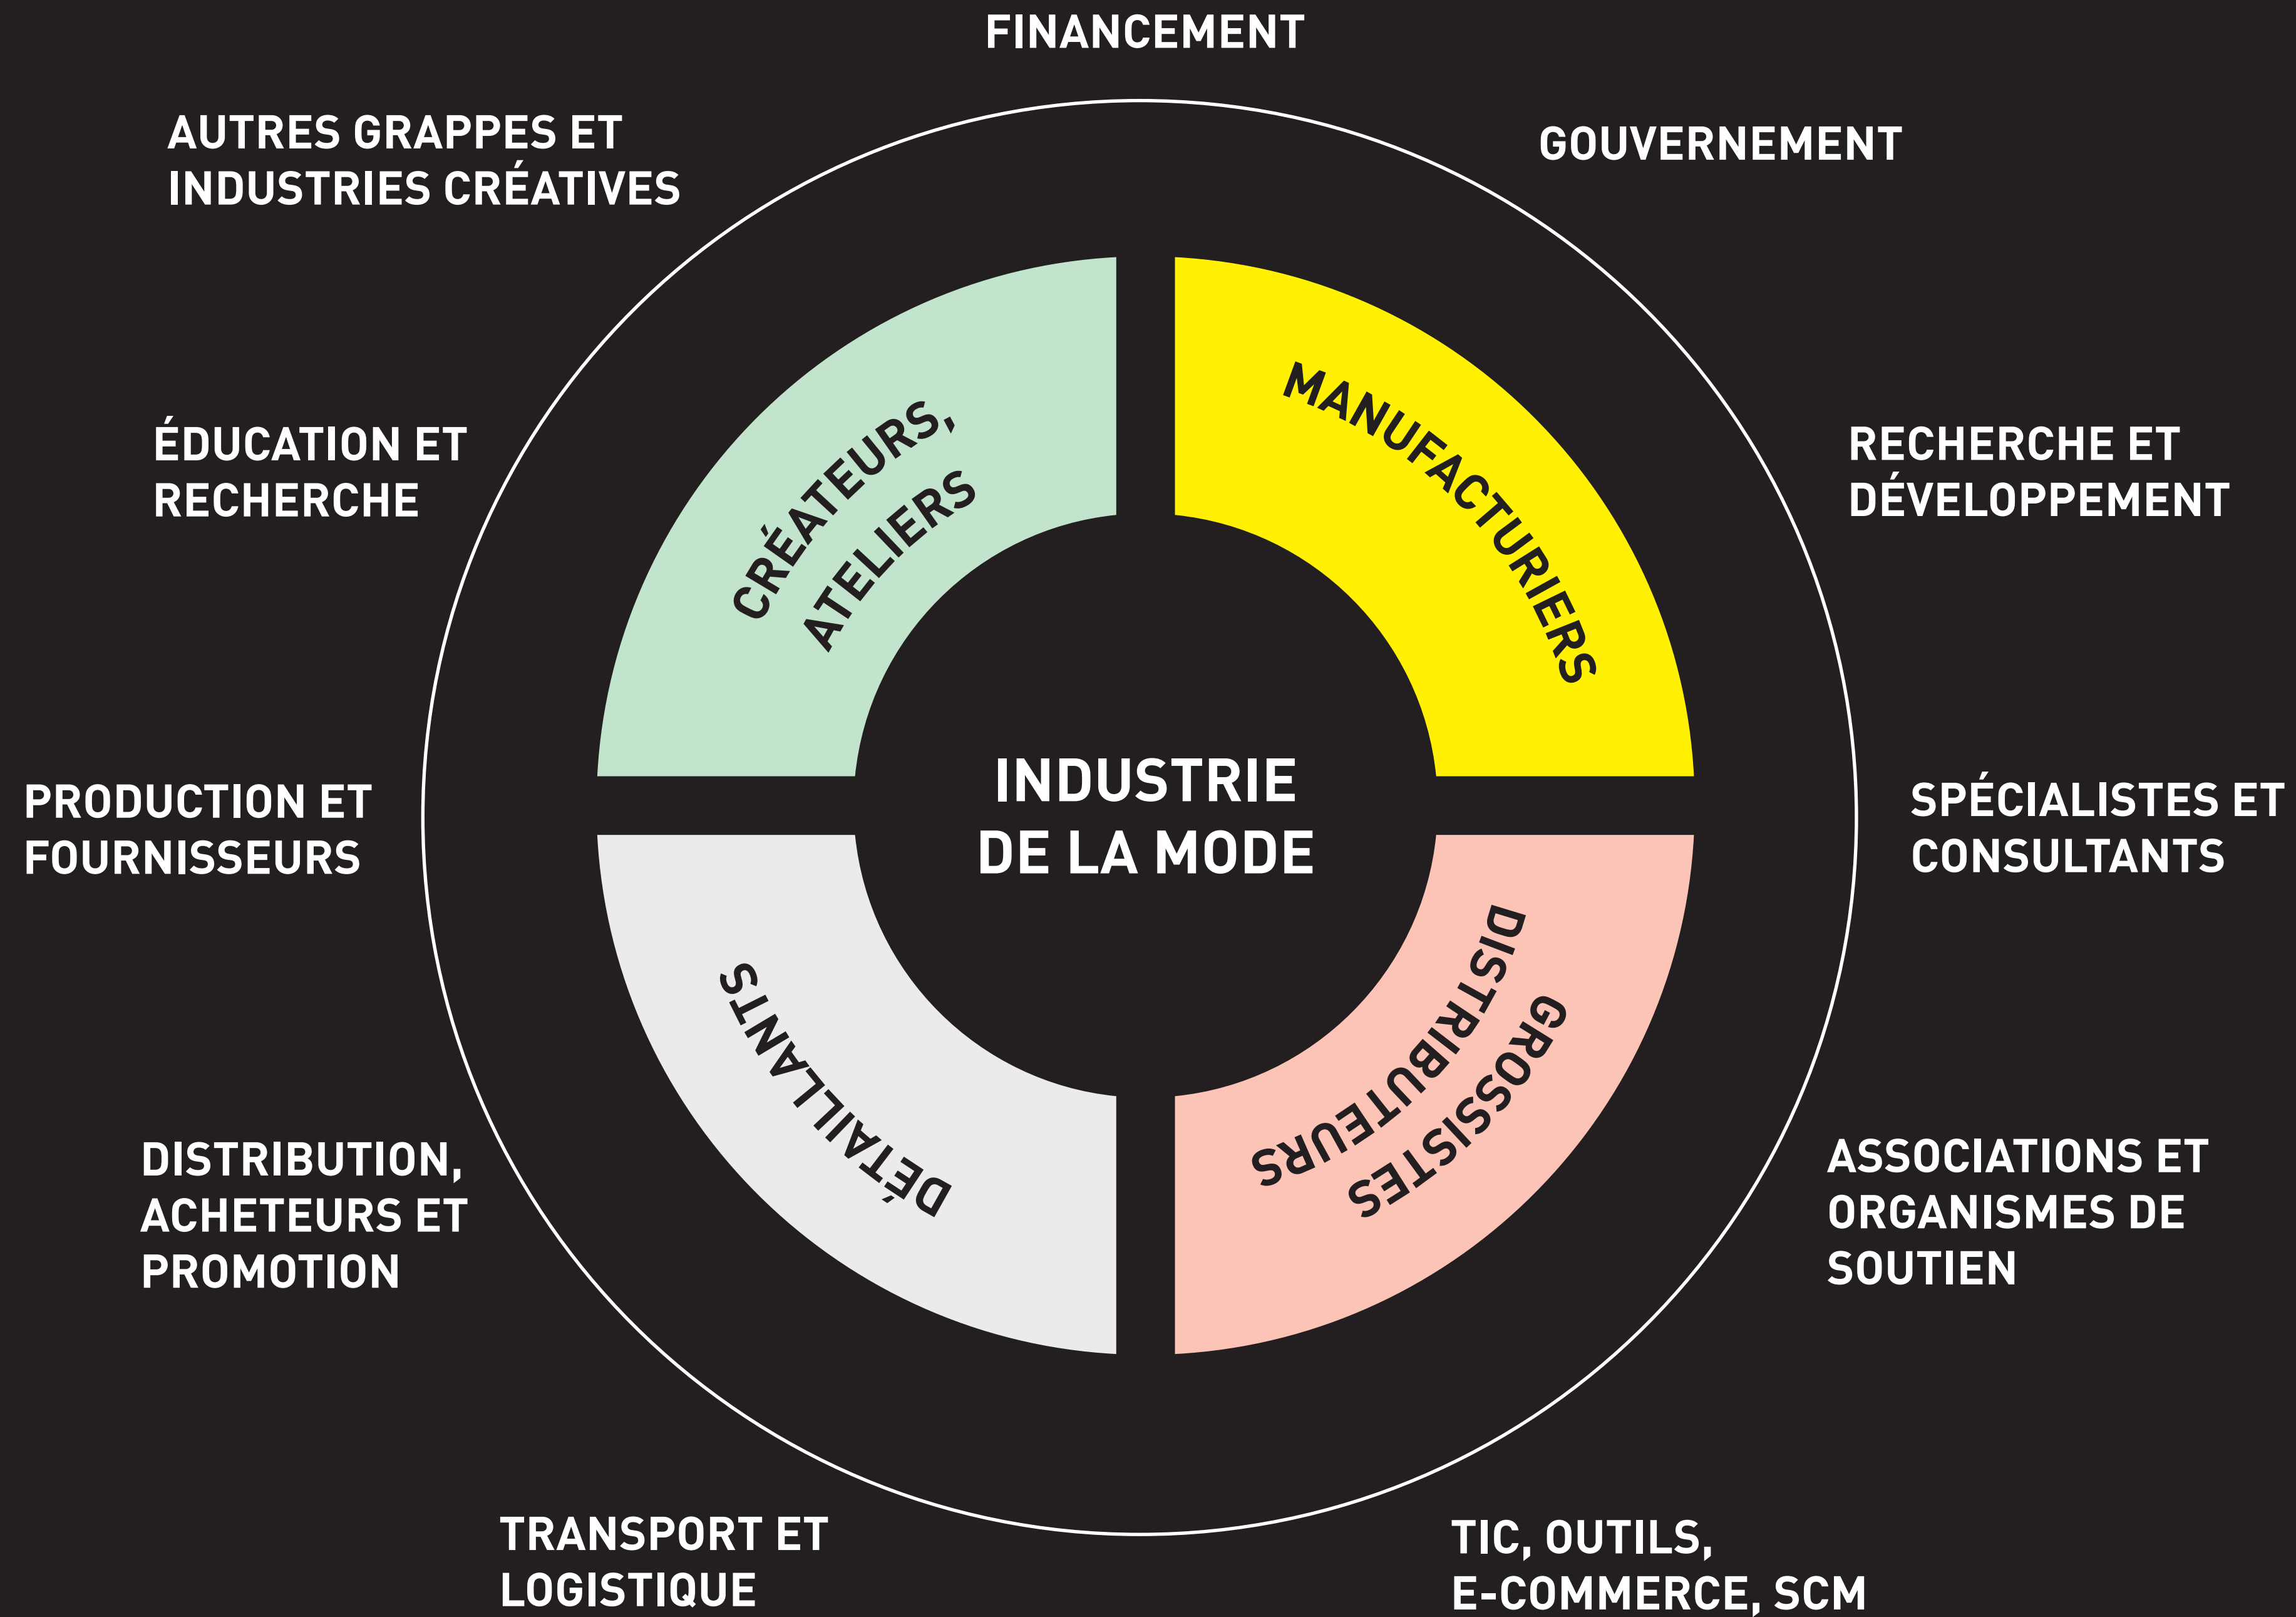 FINANCEMENT
GOUVERNEMENT
RECHERCHE ET
DÉVELOPPEMENT
SPÉCIALISTES ET
CONSULTANTS
ASSOCIATIONS ET
ORGANISMES DE
SOUTIEN
TIC, OUTILS,
E-COMMERCE, SCM
TRANSPORT ET
LOGISTIQUE
DISTRIBUTION,
ACHETEURS ET
PROMOTION
PRODUCTION ET
FOURNISSEURS
ÉDUCATION ET
RECHERCHE
AUTRES GRAPPES ET
INDUSTRIES CRÉATIVES
CRÉATEURS,
ATELIERS
MANUFACTURIERS
GROSSISTES
DISTRIBUTEURS
DÉTAILLANTS
INDUSTRIE
DE LA MODE